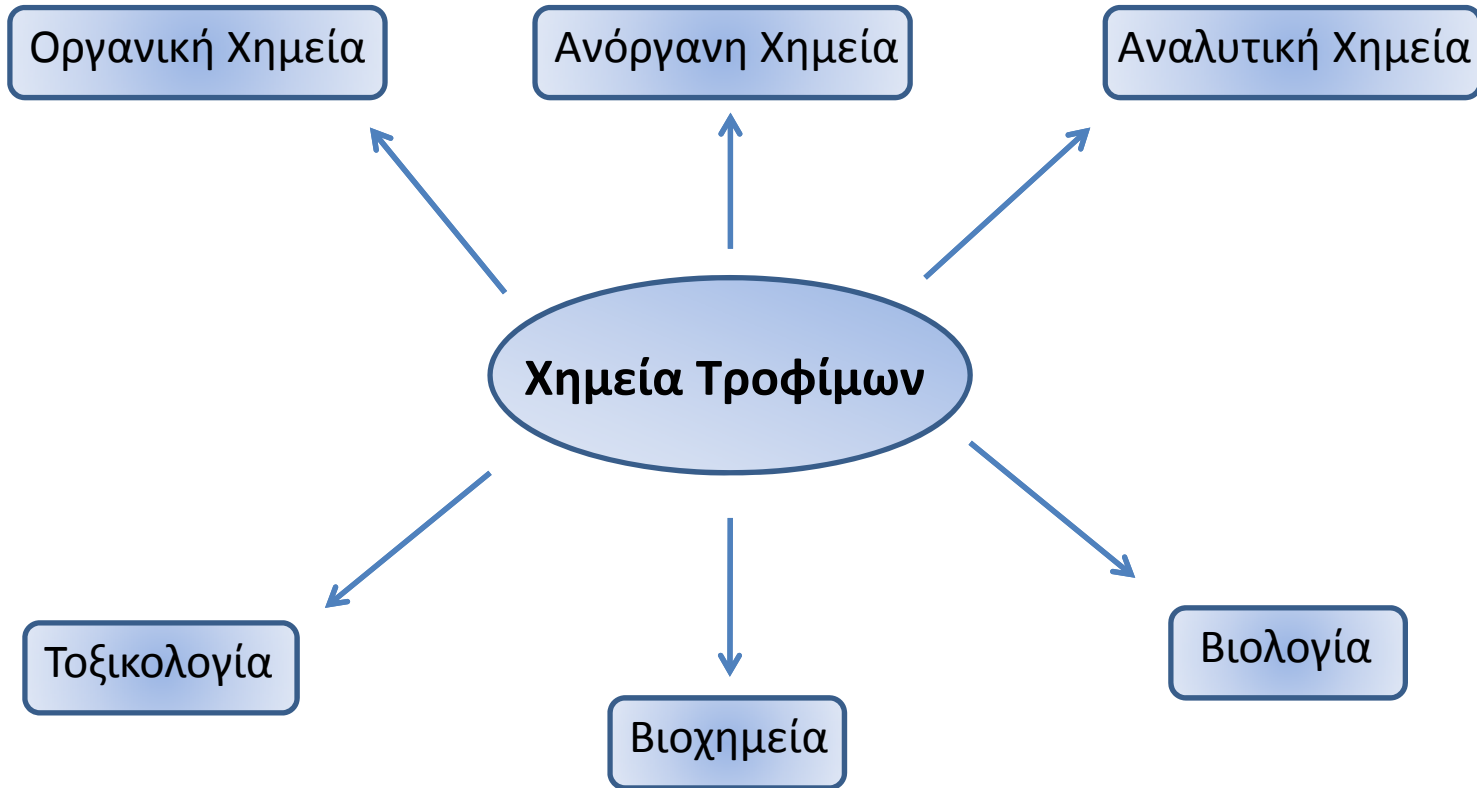 Οργανική Χημεία
Ανόργανη Χημεία
Αναλυτική Χημεία
Χημεία Τροφίμων
Τοξικολογία
Βιοχημεία
Βιολογία